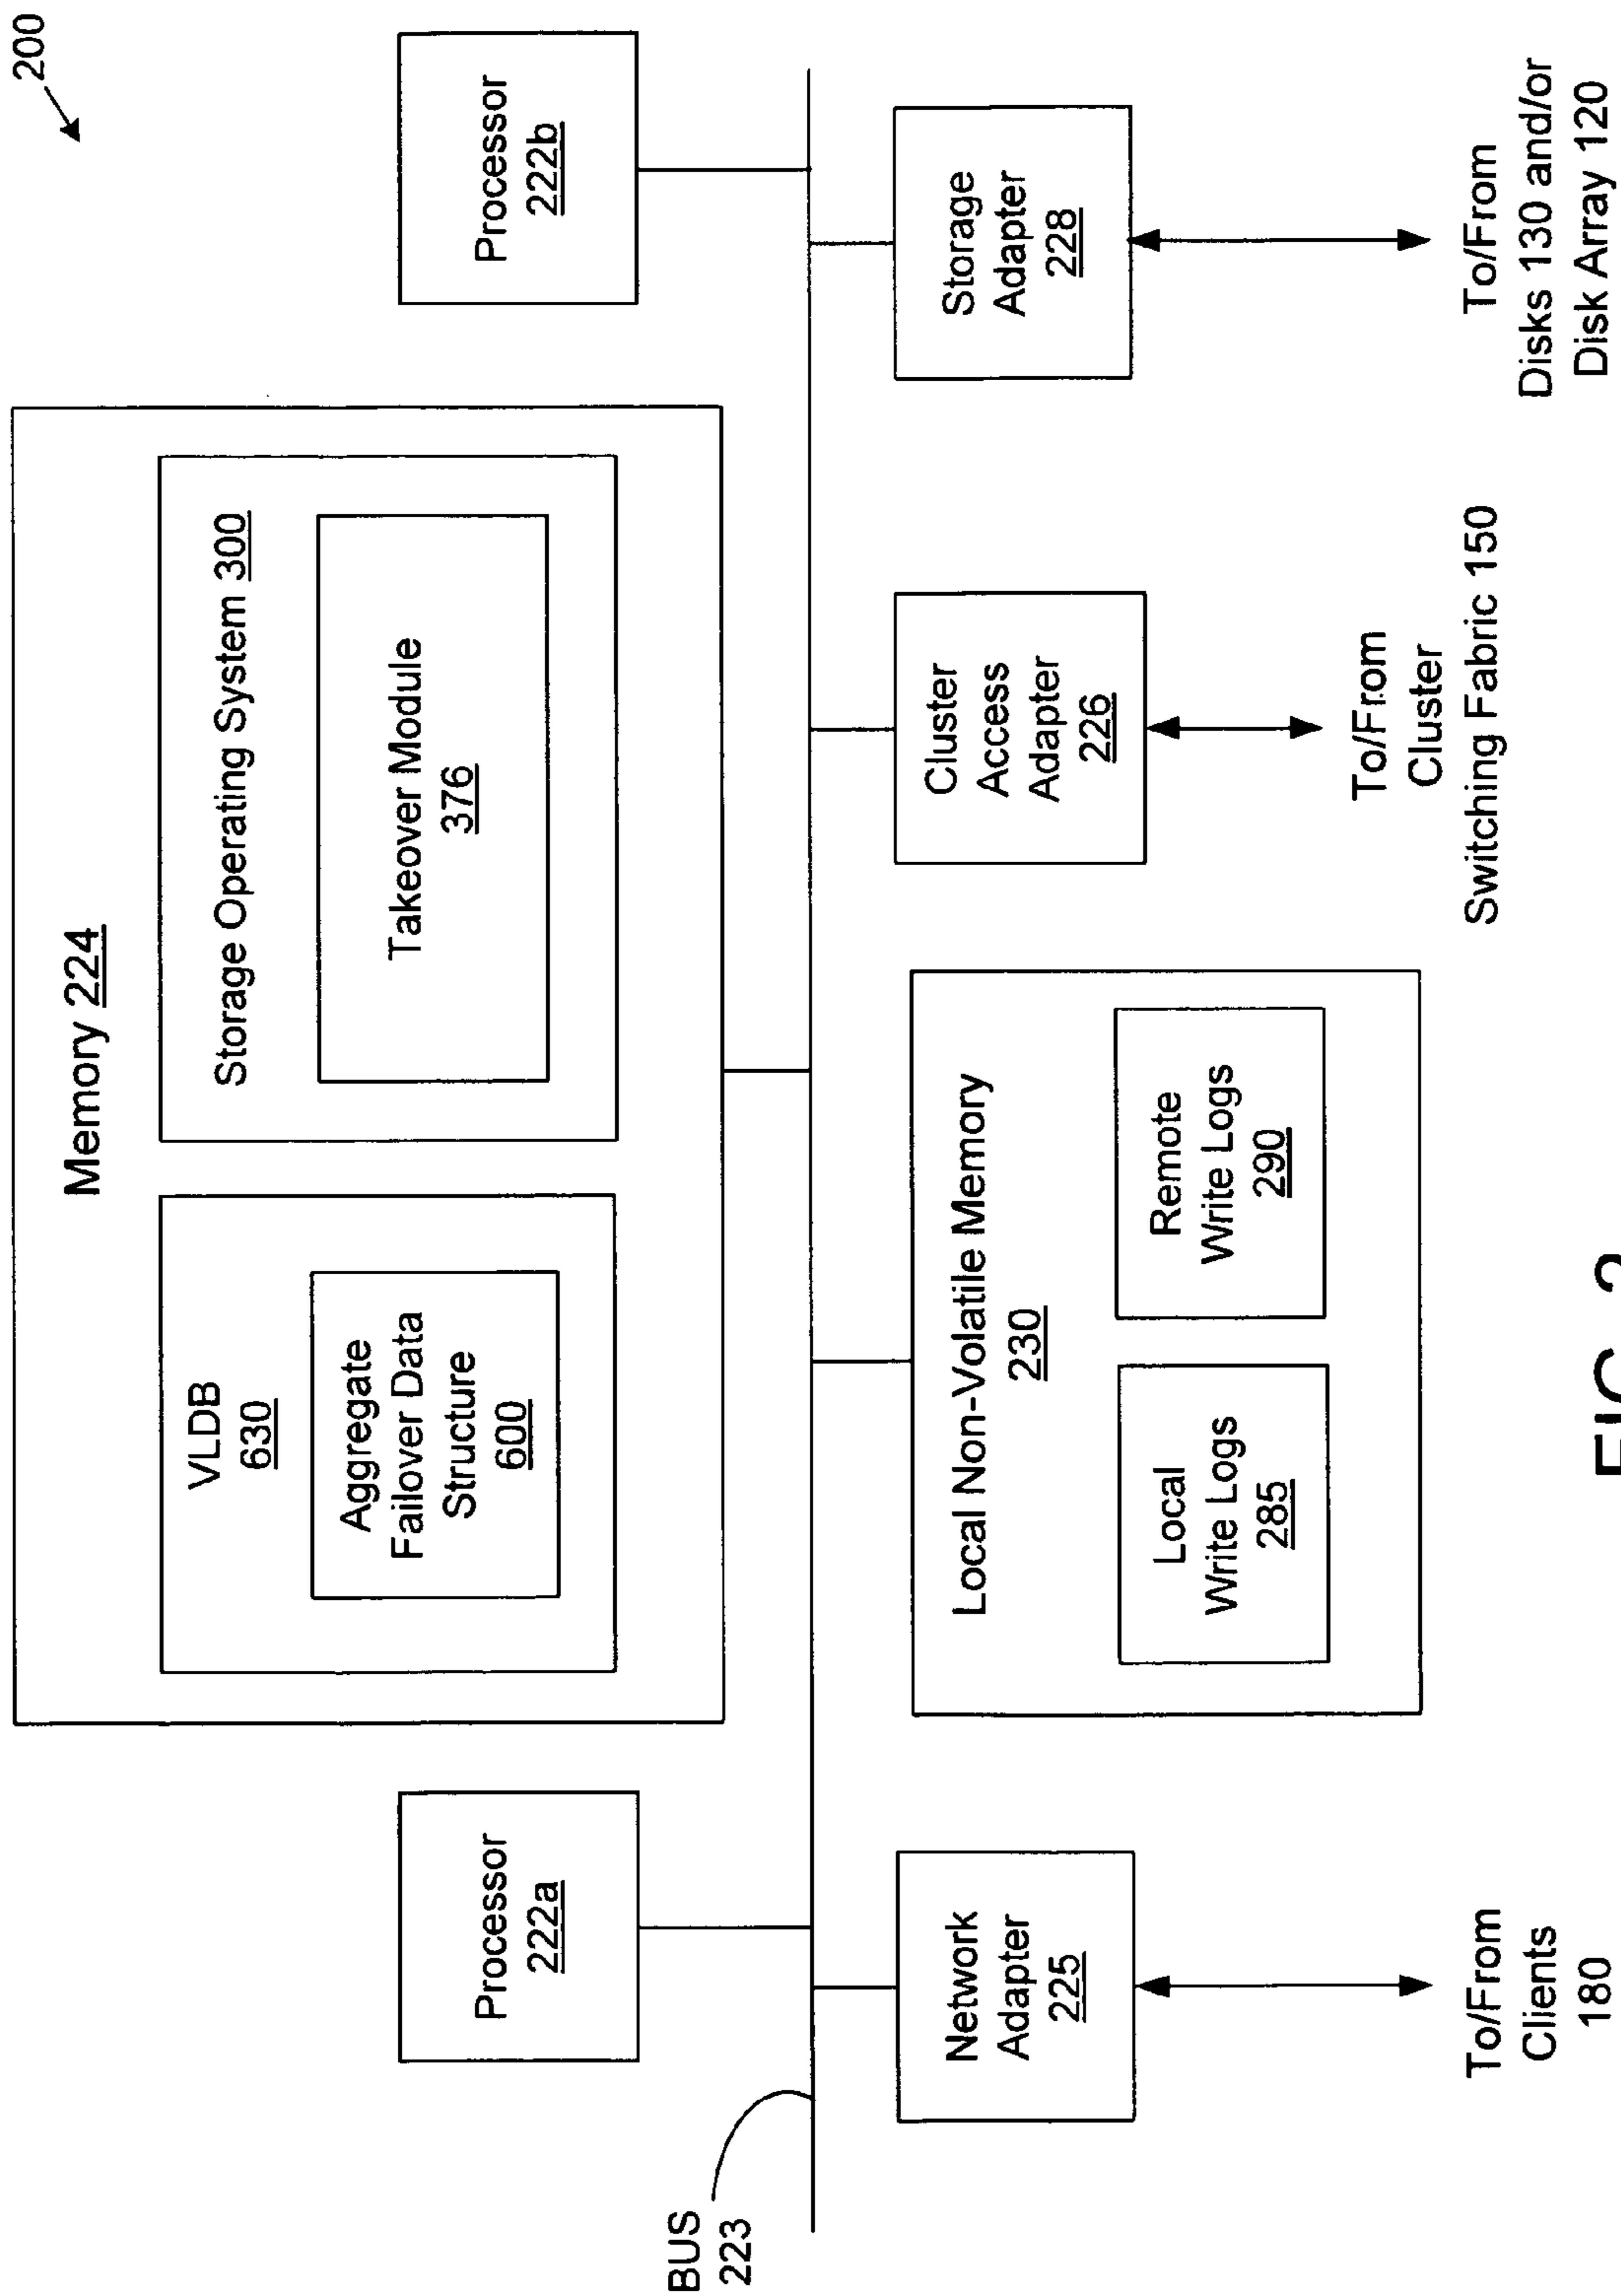 200
Memory 224
VLDB
630
Aggregate
Failover Data
Structure
600
Storage Operating System 300
Takeover Module
376
Processor
222a
Processor
222b
BUS
223
Network
Adapter
225
Local Non-Volatile Memory
230
Local
Write Logs
285
Remote
Write Logs
290
Cluster
Access
Adapter
226
Storage
Adapter
228
To/From
Clients
180
To/From
Cluster
Switching Fabric 150
To/From
Disks 130 and/or
Disk Array 120
FIG. 2